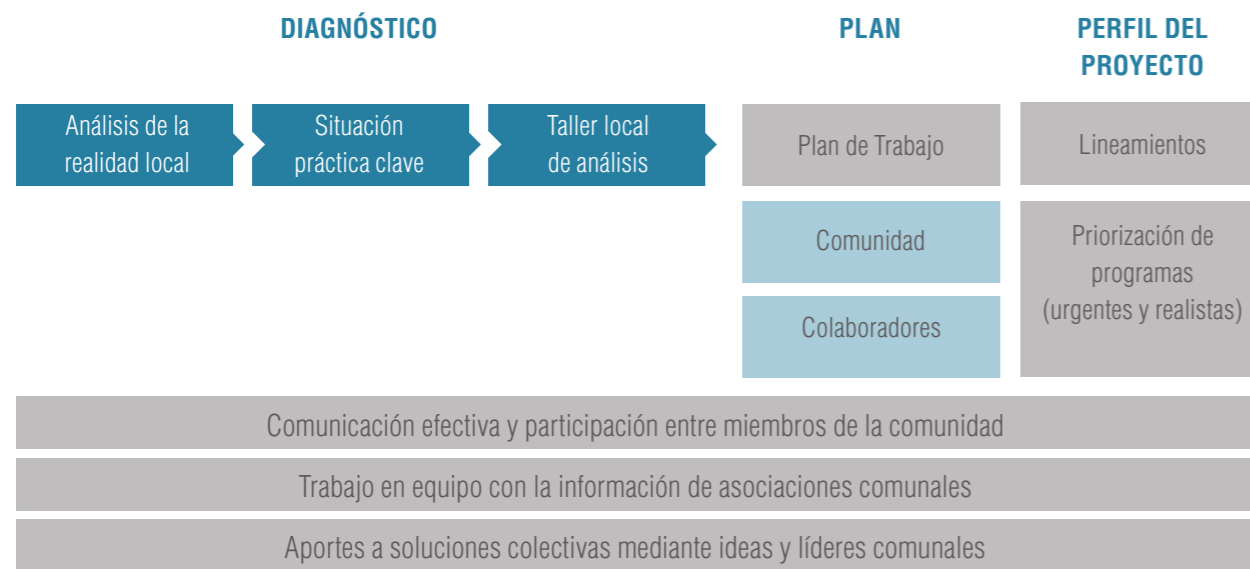 DIAGNÓSTICO
PLAN
PERFIL DEL
PROYECTO
Análisis de la
realidad local
Situación
práctica clave
Taller local
de análisis
Plan de Trabajo
Lineamientos
Comunidad
Colaboradores
Priorización de
programas
(urgentes y realistas)
Comunicación efectiva y participación entre miembros de la comunidad
Trabajo en equipo con la información de asociaciones comunales
Aportes a soluciones colectivas mediante ideas y líderes comunales